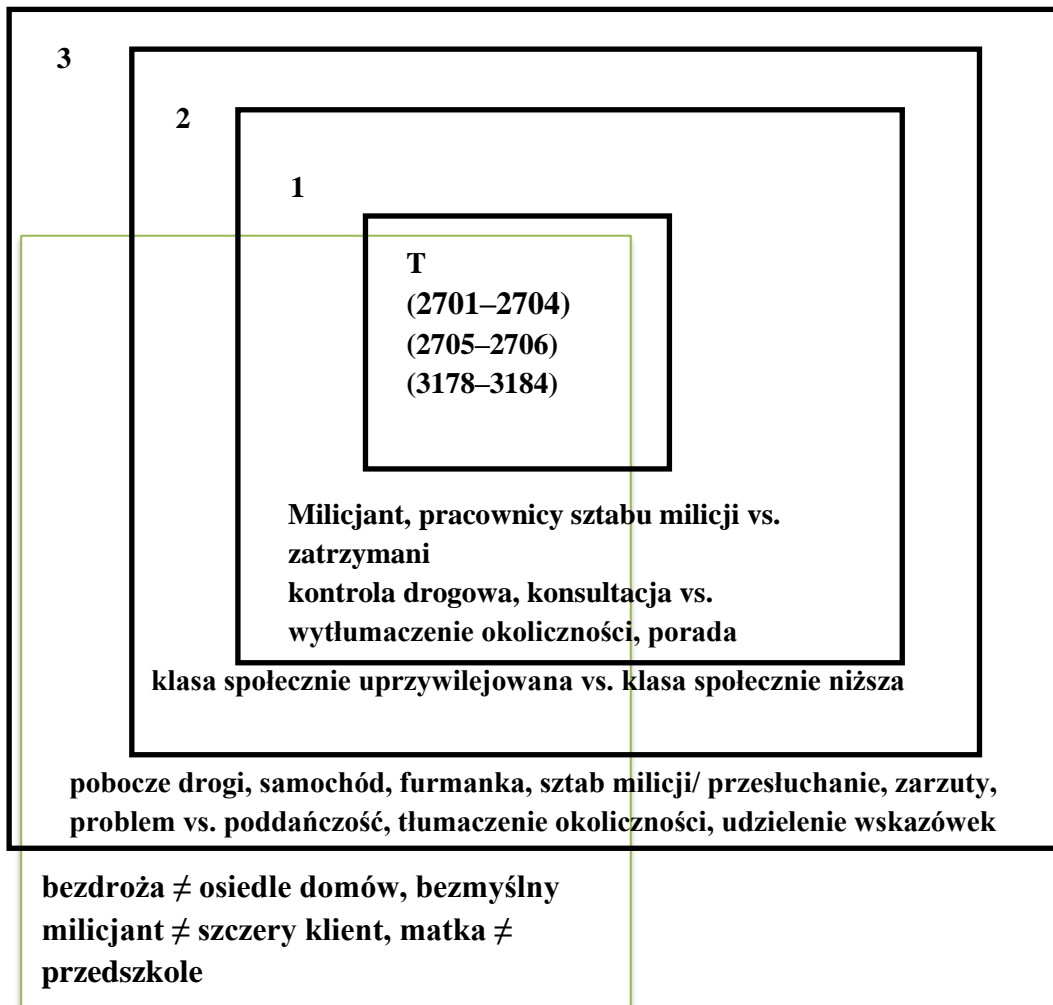 3
2
1
T
(2701–2704)
(2705–2706)
(3178–3184)
Milicjant, pracownicy sztabu milicji vs.
zatrzymani
kontrola drogowa, konsultacja vs.
wytłumaczenie okoliczności, porada
klasa społecznie uprzywilejowana vs. klasa społecznie niższa
pobocze drogi, samochód, furmanka, sztab milicji/ przesłuchanie, zarzuty,
problem vs. poddańczość, tłumaczenie okoliczności, udzielenie wskazówek
bezdroża ≠ osiedle domów, bezmyślny
milicjant ≠ szczery klient, matka ≠
przedszkole